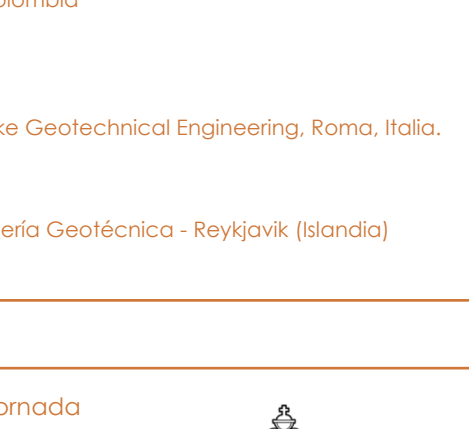 ke Geotechnical Engineering, Roma, Italia.
ería Geotécnica - Reykjavik (Islandia)
ornada